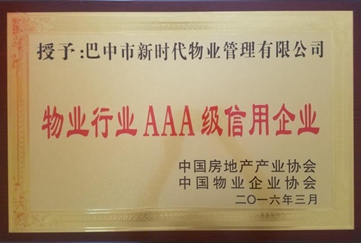 授予:巴中市新时代物业管理有限公司
物业行业AAA级信用企业
中国房地产产业协会
中国物业企业协会
二〇一六年三月